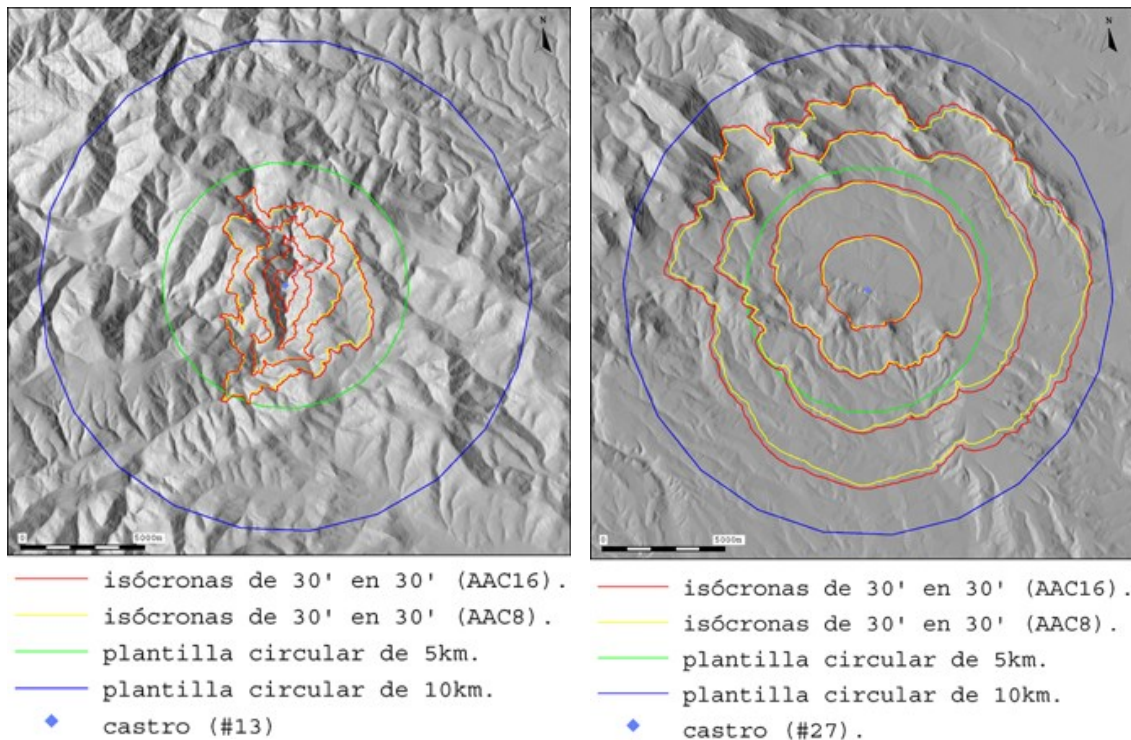 N
N
0 5000m
0 5000m
isócronas de 30' en 30' (AAC16).
isócronas de 30' en 30' (AAC8).
plantilla circular de 5km.
plantilla circular de 10km.
castro (#13)
isócronas de 30' en 30' (AAC16).
isócronas de 30' en 30' (AAC8).
plantilla circular de 5km.
plantilla circular de 10km.
castro (#27).